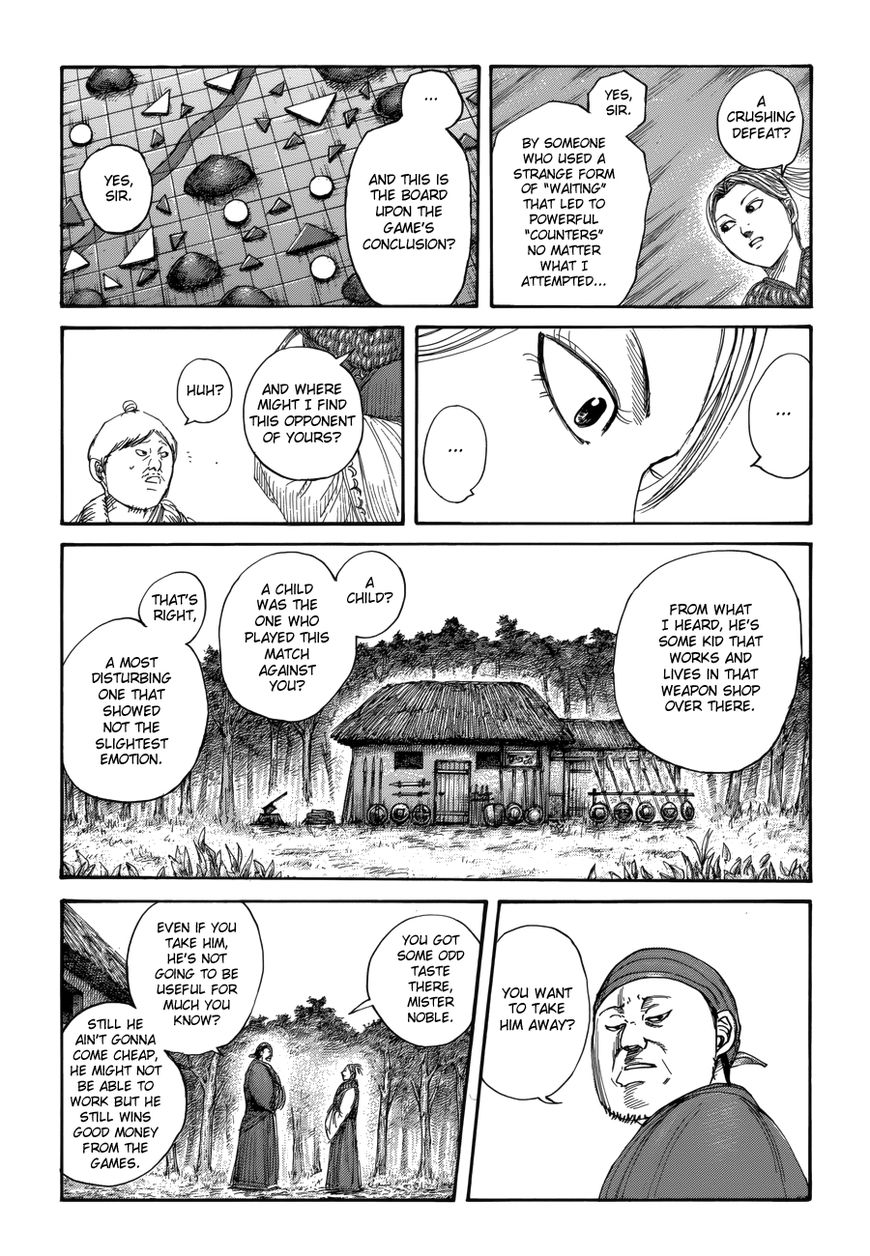 A
CRUSHING
DEFEAT?
YES,
SIR.
BY SOMEONE
WHO USED A
STRANGE FORM
OF "WAITING"
THAT LED TO
POWERFUL
"COUNTERS"
NO MATTER
WHAT I
ATTEMPTED...
...
AND THIS IS
THE BOARD
UPON THE
GAME'S
CONCLUSION?
YES,
SIR.
...
...
AND WHERE
MIGHT I FIND
THIS OPPONENT
OF YOURS?
HUH?
FROM WHAT
I HEARD, HE'S
SOME KID THAT
WORKS AND
LIVES IN THAT
WEAPON SHOP
OVER THERE.
A
CHILD?
A CHILD
WAS THE
ONE WHO
PLAYED THIS
MATCH
AGAINST
YOU?
THAT'S
RIGHT,
A MOST
DISTURBING
ONE THAT
SHOWED
NOT THE
SLIGHTEST
EMOTION.
YOU WANT
TO TAKE
HIM AWAY?
YOU GOT
SOME ODD
TASTE
THERE,
MISTER
NOBLE.
EVEN IF YOU
TAKE HIM,
HE'S NOT
GOING TO BE
USEFUL FOR
MUCH YOU
KNOW?
STILL HE
AIN'T GONNA
COME CHEAP,
HE MIGHT NOT
BE ABLE TO
WORK BUT HE
STILL WINS
GOOD MONEY
FROM THE
GAMES.